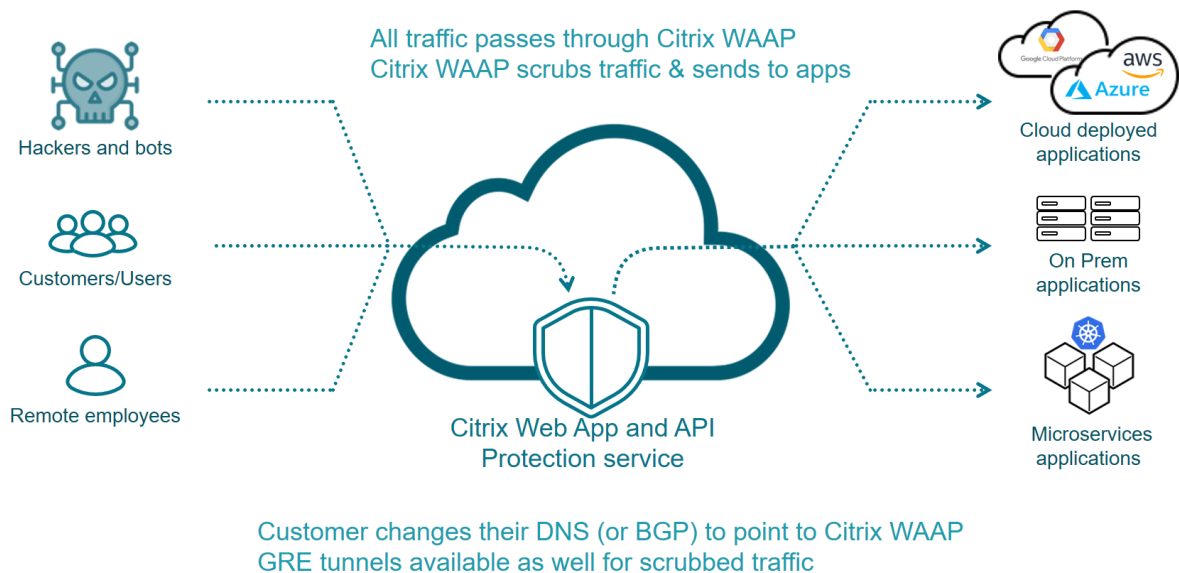 All traffic passes through Citrix WAAP
Citrix WAAP scrubs traffic & sends to apps
Hackers and bots
Customers/Users
Remote employees
Citrix Web App and API
Protection service
Google Cloud Platform
aws
Azure
Cloud deployed
applications
On Prem
applications
Microservices
applications
Customer changes their DNS (or BGP) to point to Citrix WAAP
GRE tunnels available as well for scrubbed traffic